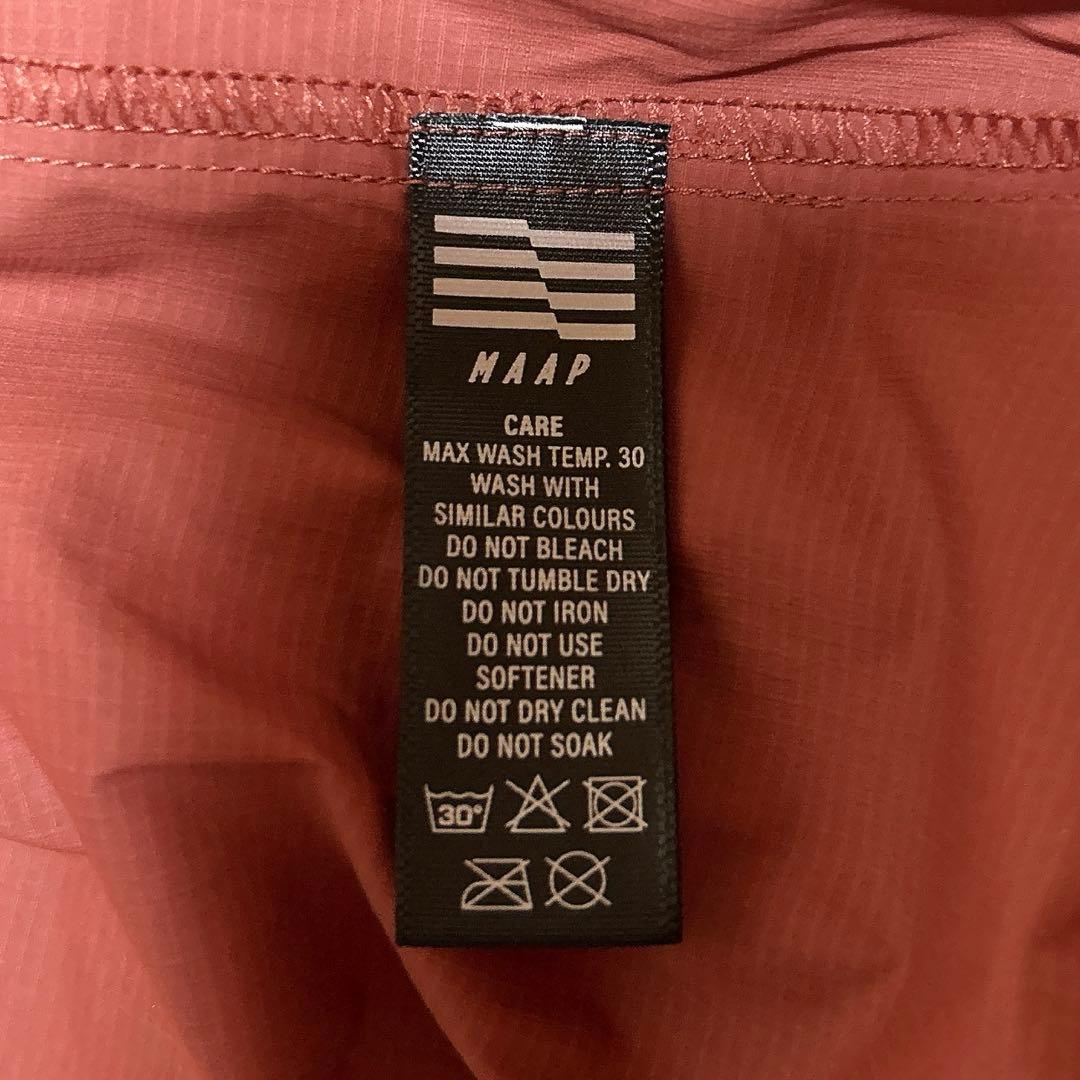 MAAP
CARE
MAX WASH TEMP. 30
WASH WITH
SIMILAR COLOURS
DO NOT BLEACH
DO NOT TUMBLE DRY
DO NOT IRON
DO NOT USE
SOFTENER
DO NOT DRY CLEAN
DO NOT SOAK
30°